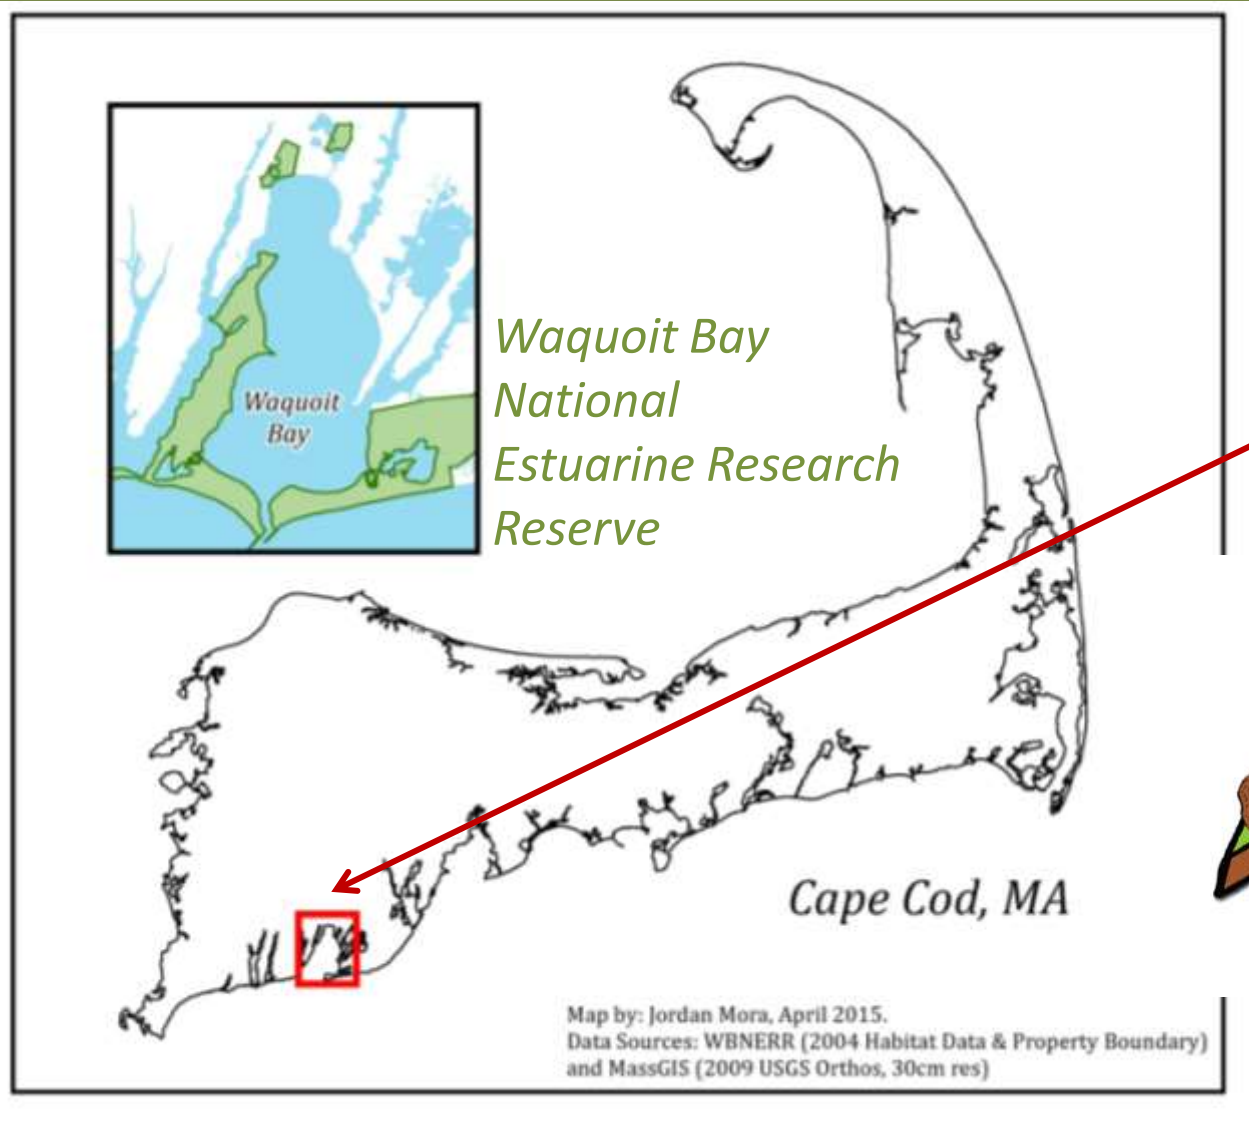 Waquoit Bay
National
Estuarine Research
Reserve
Waquoit
Bay
Cape Cod, MA
Map by: Jordan Mora, April 2015.
Data Sources: WBNERR (2004 Habitat Data & Property Boundary)
and MassGIS (2009 USGS Orthos, 30cm res)